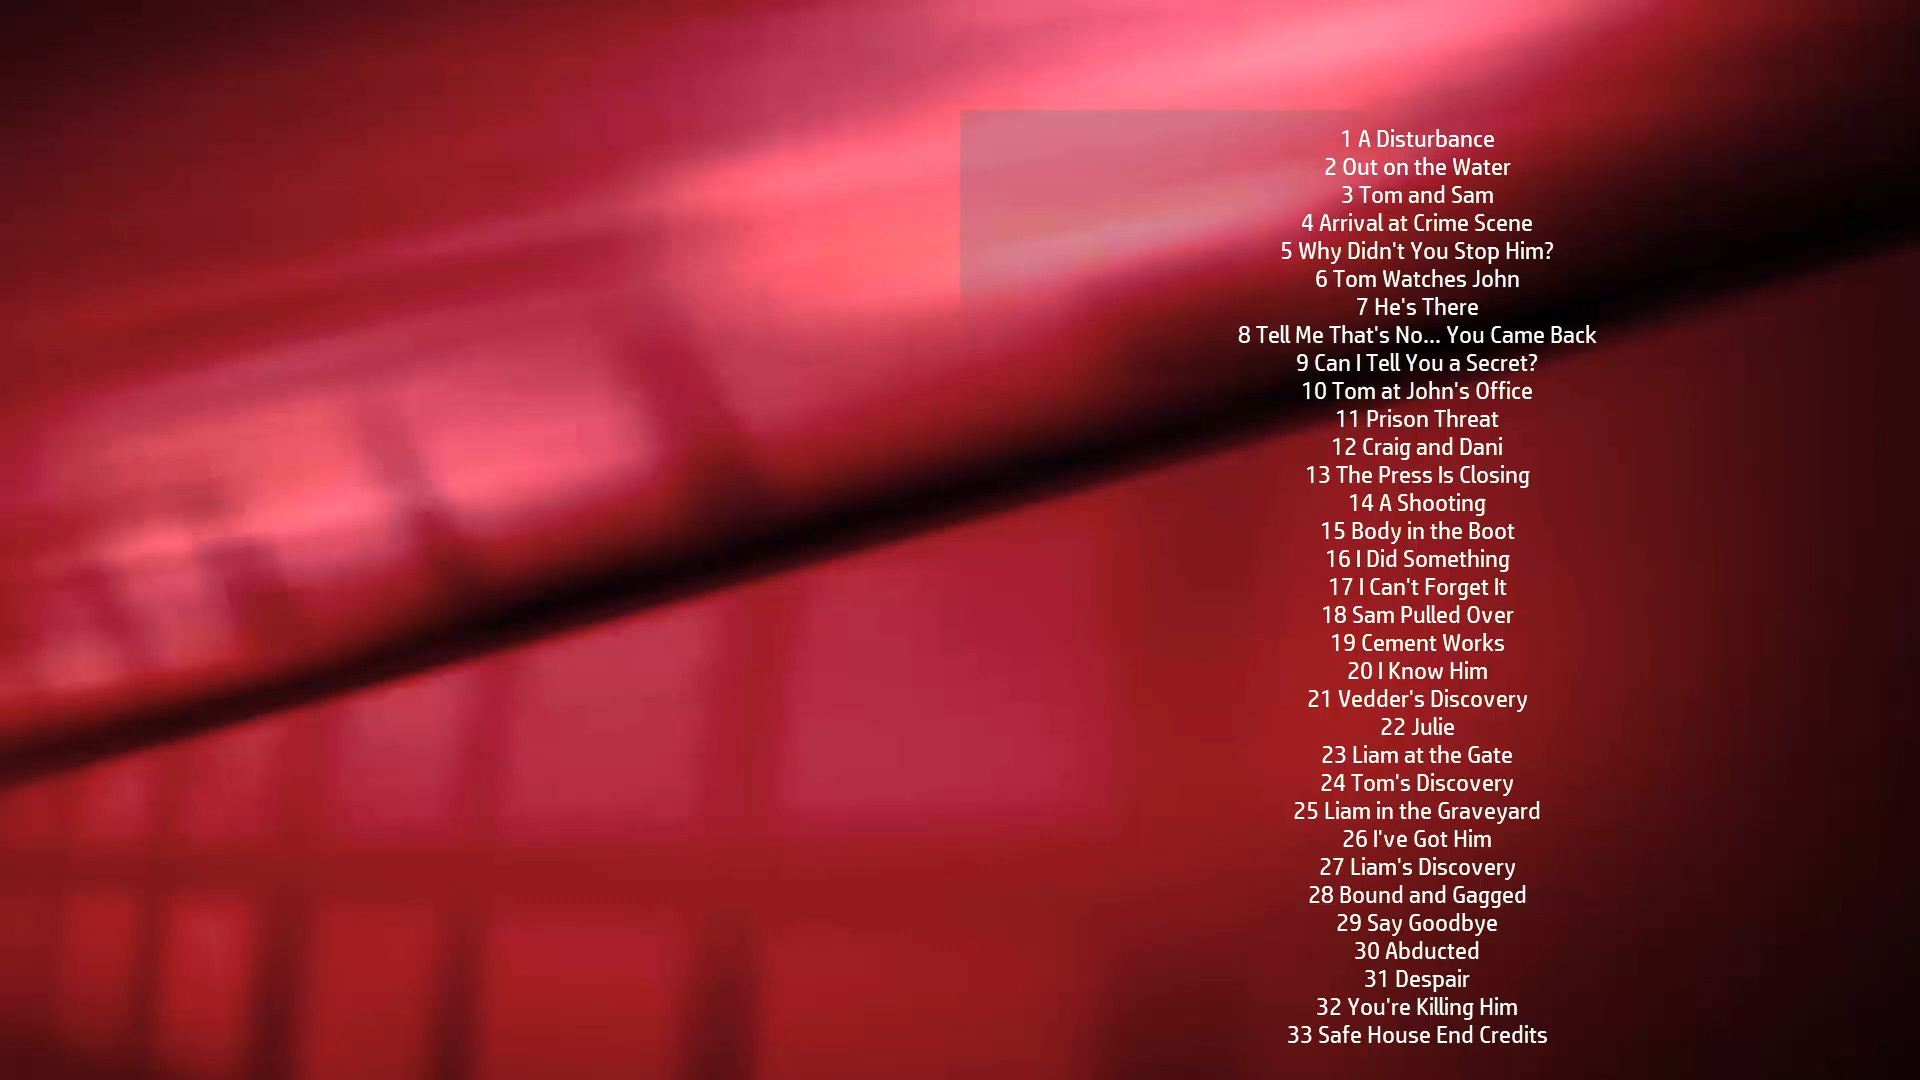 1 A Disturbance
2 Out on the Water
3 Tom and Sam
4 Arrival at Crime Scene
5 Why Didn't You Stop Him?
6 Tom Watches John
7 He's There
8 Tell Me That's No... You Came Back
9 Can I Tell You a Secret?
10 Tom at John's Office
11 Prison Threat
12 Craig and Dani
13 The Press Is Closing
14 A Shooting
15 Body in the Boot
16 I Did Something
17 I Can't Forget It
18 Sam Pulled Over
19 Cement Works
20 I Know Him
21 Vedder's Discovery
22 Julie
23 Liam at the Gate
24 Tom's Discovery
25 Liam in the Graveyard
26 I've Got Him
27 Liam's Discovery
28 Bound and Gagged
29 Say Goodbye
30 Abducted
31 Despair
32 You're Killing Him
33 Safe House End Credits